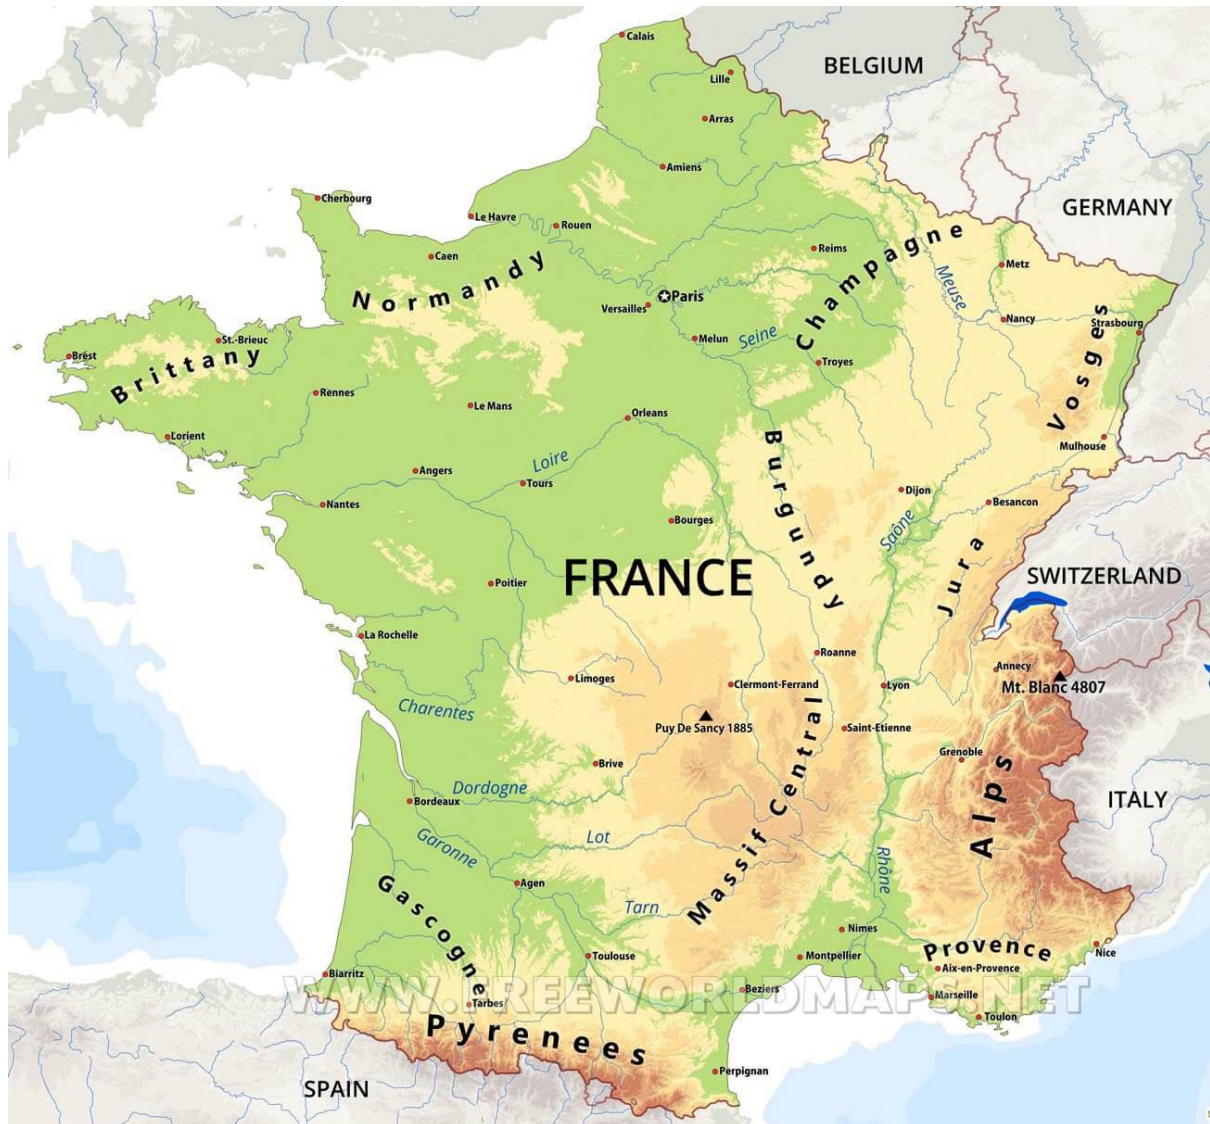 Calais
BELGIUM
Lille
Arras
Amiens
Cherbourg
GERMANY
Le Havre
Rouen
Reims
Champagne
Caen
Normandy
Metz
Meuse
Paris
Versailles
Nancy
Vosges
Strasbourg
Melun
Seine
St.-Brieuc
Brest
Brittany
Troyes
Rennes
Le Mans
Orleans
Lorient
Burgundy
Mulhouse
Angers
Loire
Tours
Dijon
Nantes
Besancon
Bourges
Saône
Jura
FRANCE
SWITZERLAND
Poitier
La Rochelle
Roanne
Annecy
Limoges
Clermont-Ferrand
Lyon
Mt. Blanc 4807
Charentes
Puy De Sancy 1885
Saint-Etienne
Massif Central
Grenoble
Brive
Alps
Dordogne
Bordeaux
ITALY
Garonne
Lot
Rhône
Agen
Gascogne
Tarn
Nimes
Provence
Nice
Toulouse
Montpellier
Aix-en-Provence
Biarritz
WWW.FREEWORLDMAPS.NET
Beziers
Marseille
Tarbes
Toulon
Pyrenees
Perpignan
SPAIN